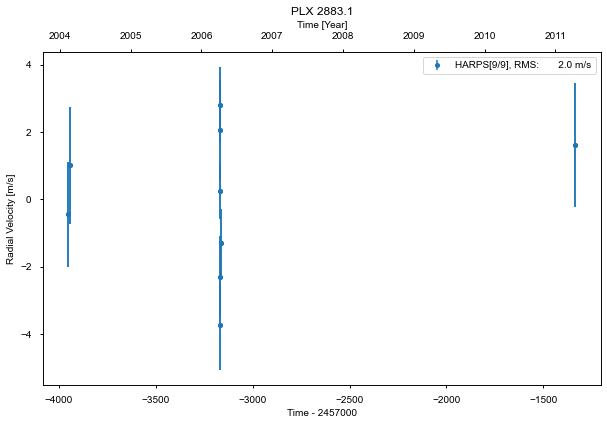 PLX 2883.1
Time [Year]
2004 2005 2006 2007 2008 2009 2010 2011
HARPS[9/9], RMS: 2.0 m/s
4
2
0
−2
−4
Radial Velocity [m/s]
−4000 −3500 −3000 −2500 −2000 −1500
Time - 2457000